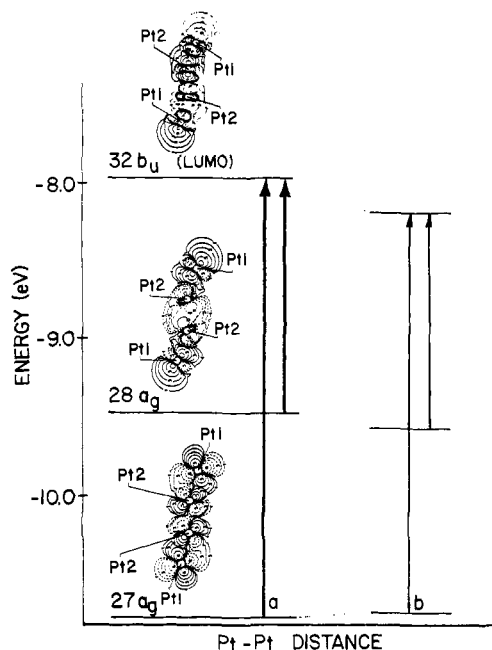 Pt2
Pt1
Pt1
Pt2
32 bu (LUMO)
-8.0
Pt1
Pt2
ENERGY (eV)
-9.0
Pt2
Pt1
28 ag
Pt1
Pt2
-10.0
Pt2
Pt1
27 ag
a
b
Pt-Pt DISTANCE